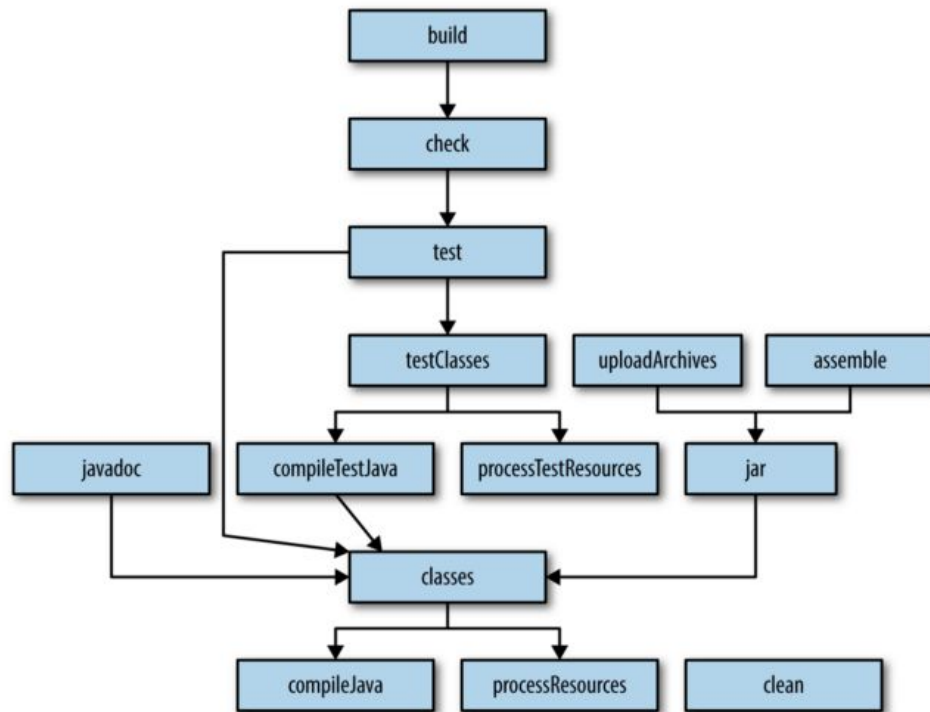 build
check
test
testClasses
uploadArchives
assemble
javadoc
compileTestJava
processTestResources
jar
classes
compileJava
processResources
clean